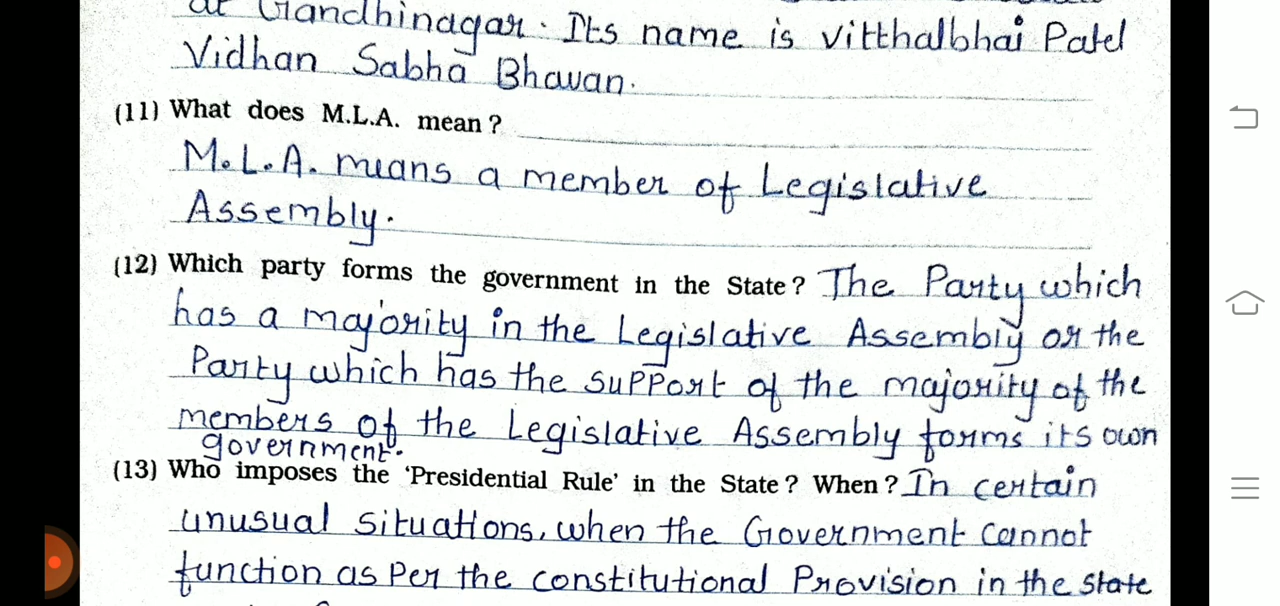 at Gandhinagar. Its name is vitthalbhai Patel
Vidhan Sabha Bhavan.
(11) What does M.L.A. mean ?
M.L.A. means a member of Legislative
Assembly.
(12) Which party forms the government in the State ? The Party which
has a majority in the Legislative Assembly or the
Party which has the support of the majority of the
members of the Legislative Assembly forms its own
government.
(13) Who imposes the 'Presidential Rule' in the State ? When ? In certain
unusual situations, when the Government cannot
function as per the constitutional Provision in the state